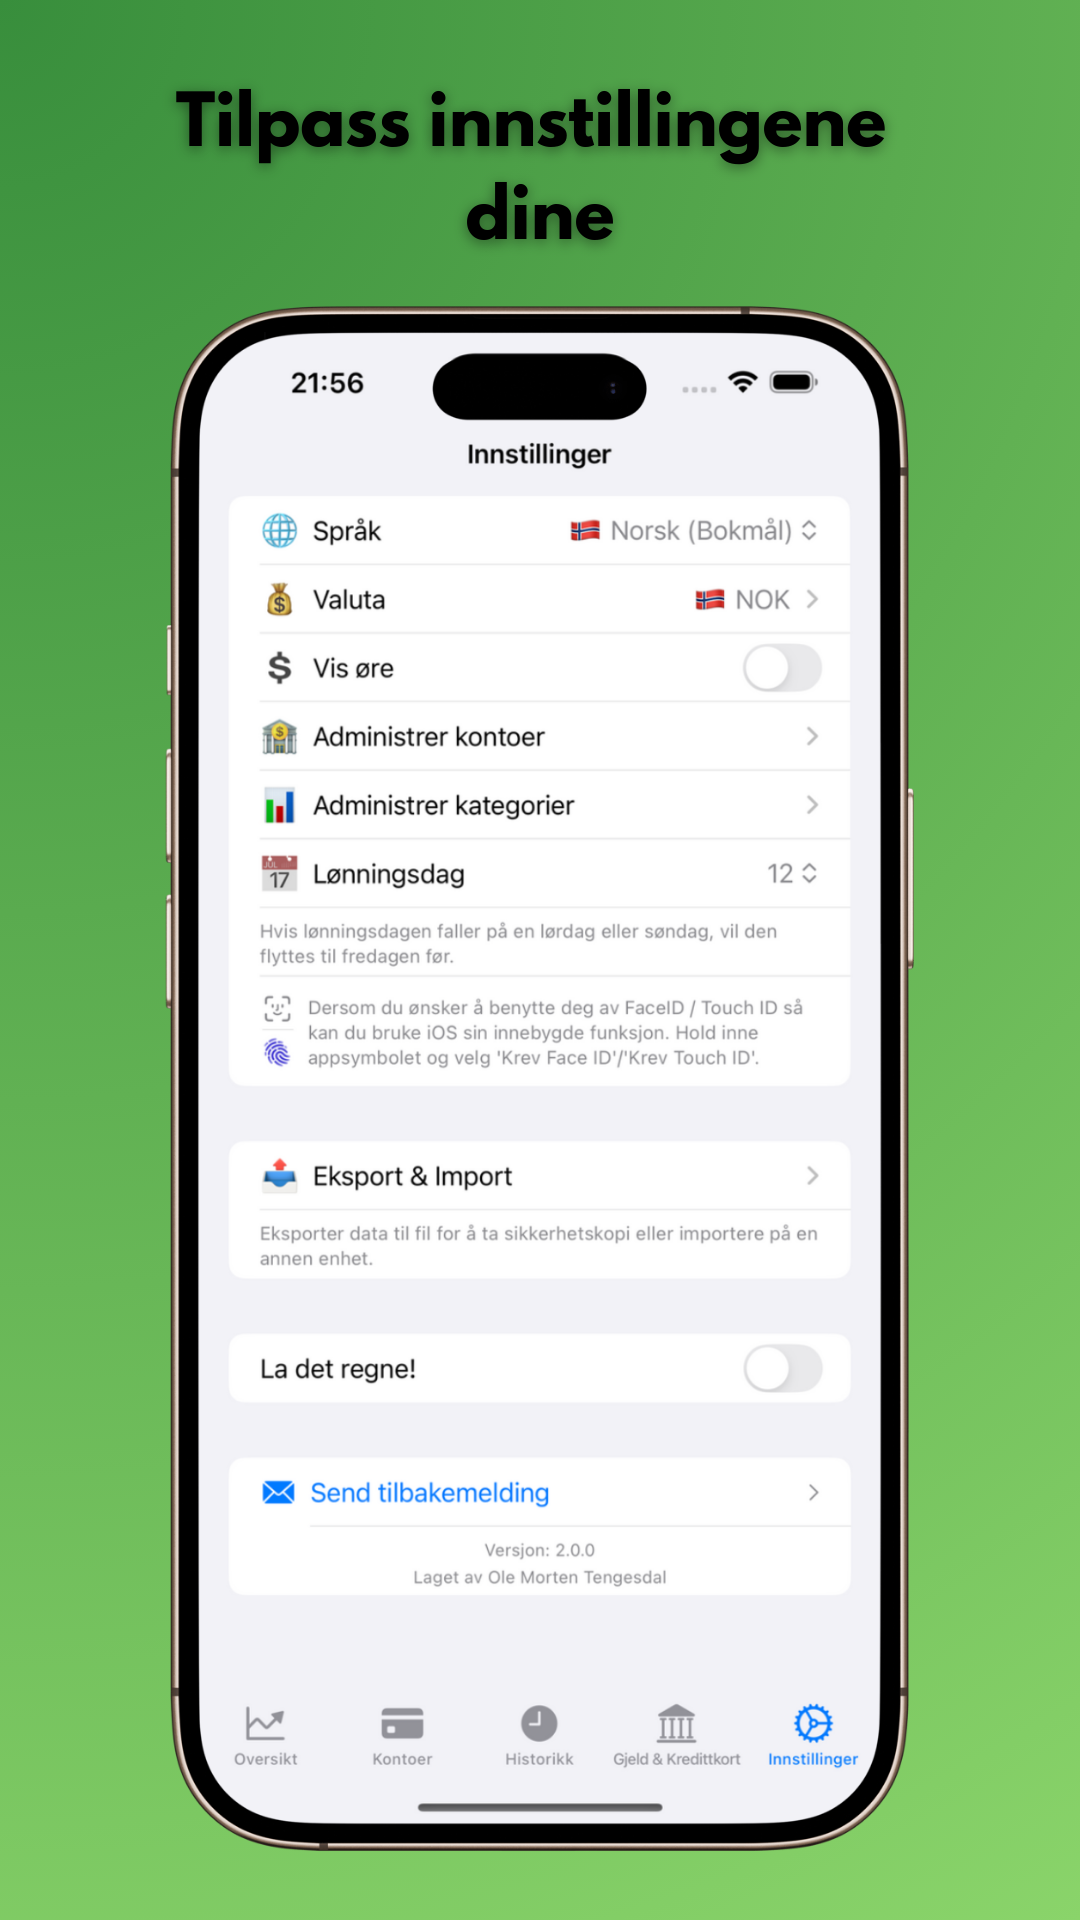 Tilpass innstillingene
dine
21:56
Innstillinger
Språk
Norsk (Bokmål)
Valuta
NOK
Vis øre
Administrer kontoer
Administrer kategorier
JUL
17
Lønningsdag
12
Hvis lønningsdagen faller på en lørdag eller søndag, vil den
flyttes til fredagen før.
Dersom du ønsker å benytte deg av FaceID / Touch ID så
kan du bruke iOS sin innebygde funksjon. Hold inne
appsymbolet og velg 'Krev Face ID'/'Krev Touch ID'.
Eksport & Import
Eksporter data til fil for å ta sikkerhetskopi eller importere på en
annen enhet.
La det regne!
Send tilbakemelding
Versjon: 2.0.0
Laget av Ole Morten Tengesdal
Oversikt
Kontoer
Historikk
Gjeld & Kredittkort
Innstillinger